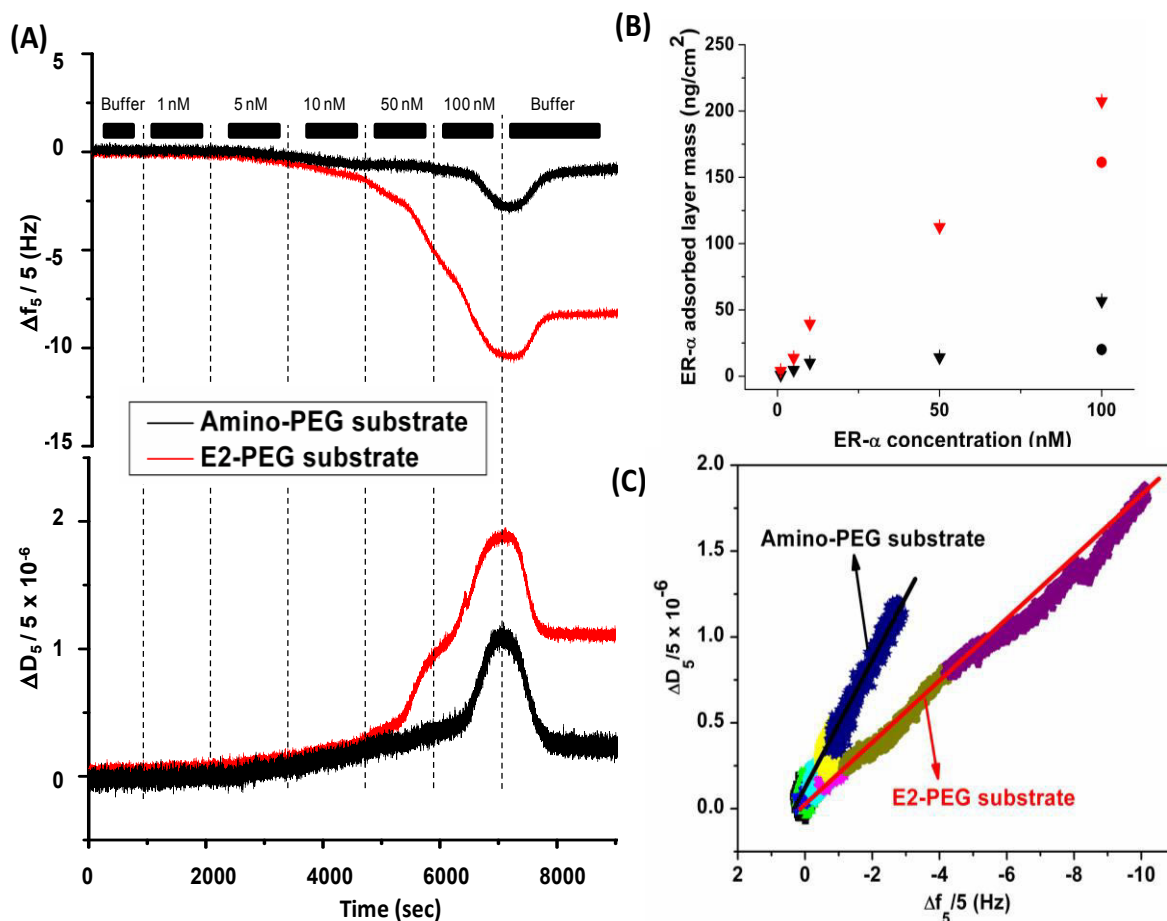 (A)
Buffer 1 nM 5 nM 10 nM 50 nM 100 nM Buffer
5
0
-5
-10
-15
Δf5 / 5 (Hz)
Amino-PEG substrate
E2-PEG substrate
2
1
0
ΔD5 / 5 x 10-6
0 2000 4000 6000 8000
Time (sec)
(B)
250
200
150
100
50
0
ER-α adsorbed layer mass (ng/cm2)
0 50 100
ER-α concentration (nM)
(C)
2.0
1.5
1.0
0.5
0.0
ΔD5/5 x 10-6
Amino-PEG substrate
E2-PEG substrate
2 0 -2 -4 -6 -8 -10
Δf5/5 (Hz)